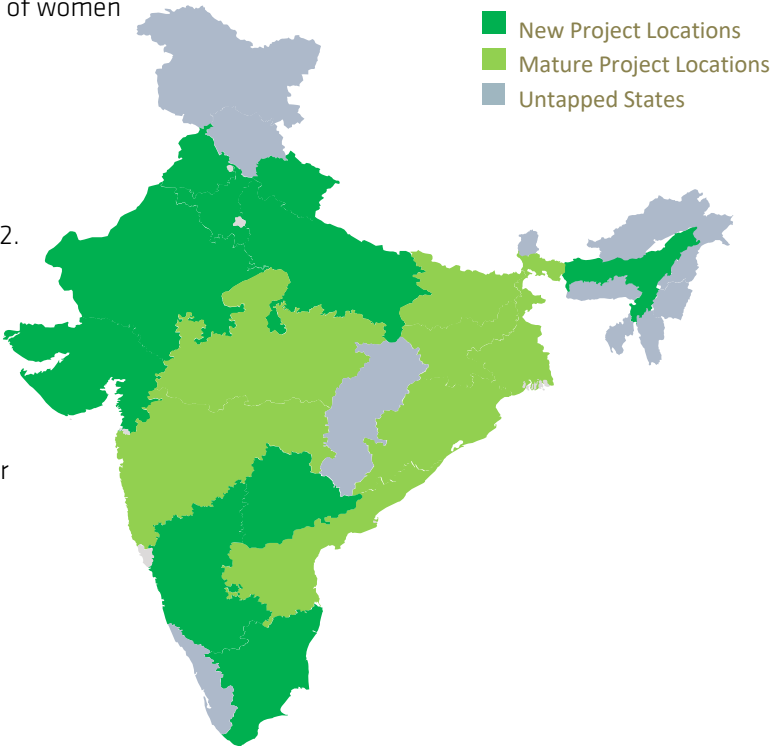 of women
New Project Locations
Mature Project Locations
Untapped States
2.
r